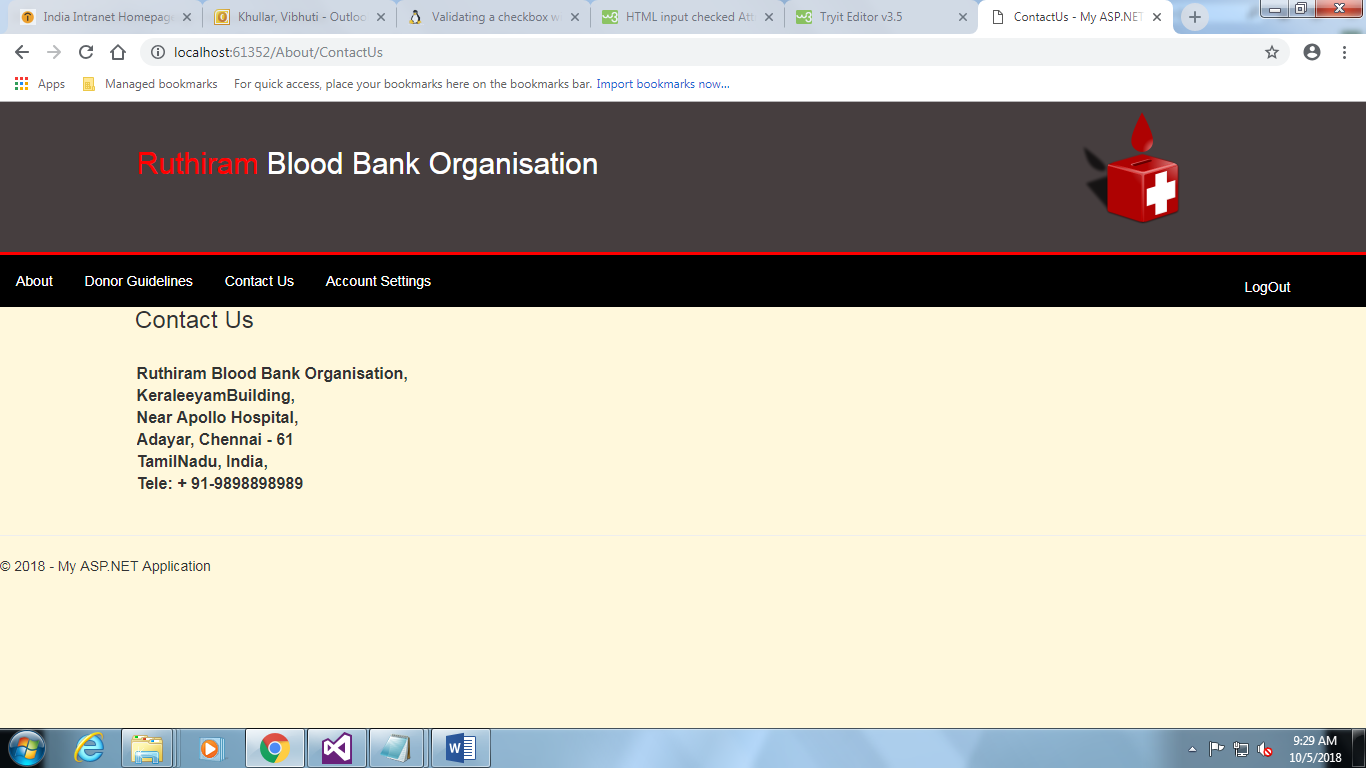 India Intranet Homepage
Khullar, Vibhuti - Outloo
Validating a checkbox w
HTML input checked Att
Tryit Editor v3.5
ContactUs - My ASP.NET
localhost:61352/About/ContactUs
Apps
Managed bookmarks
For quick access, place your bookmarks here on the bookmarks bar. Import bookmarks now...
Ruthiram Blood Bank Organisation
About
Donor Guidelines
Contact Us
Account Settings
LogOut
Contact Us
Ruthiram Blood Bank Organisation,
KeraleeyamBuilding,
Near Apollo Hospital,
Adayar, Chennai - 61
TamilNadu, India,
Tele: + 91-9898898989
© 2018 - My ASP.NET Application
9:29 AM
10/5/2018